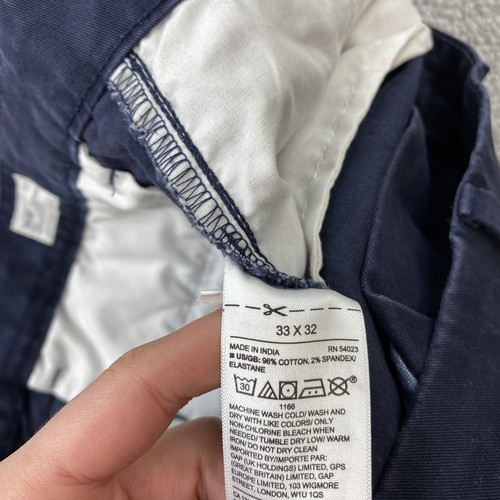 33 X 32
MADE IN INDIA RN 54023
US/GB: 98% COTTON, 2% SPANDEX/
ELASTANE
30
1166
MACHINE WASH COLD/ WASH AND
DRY WITH LIKE COLORS/ ONLY
NON-CHLORINE BLEACH WHEN
NEEDED/ TUMBLE DRY LOW/ WARM
IRON/ DO NOT DRY CLEAN
IMPORTED BY//IMPORTE PAR:
GAP (UK HOLDINGS) LIMITED, GPS
(GREAT BRITAIN) LIMITED, GAP
EUROPE LIMITED, 103 WIGMORE
STREET, LONDON, W1U 1QS